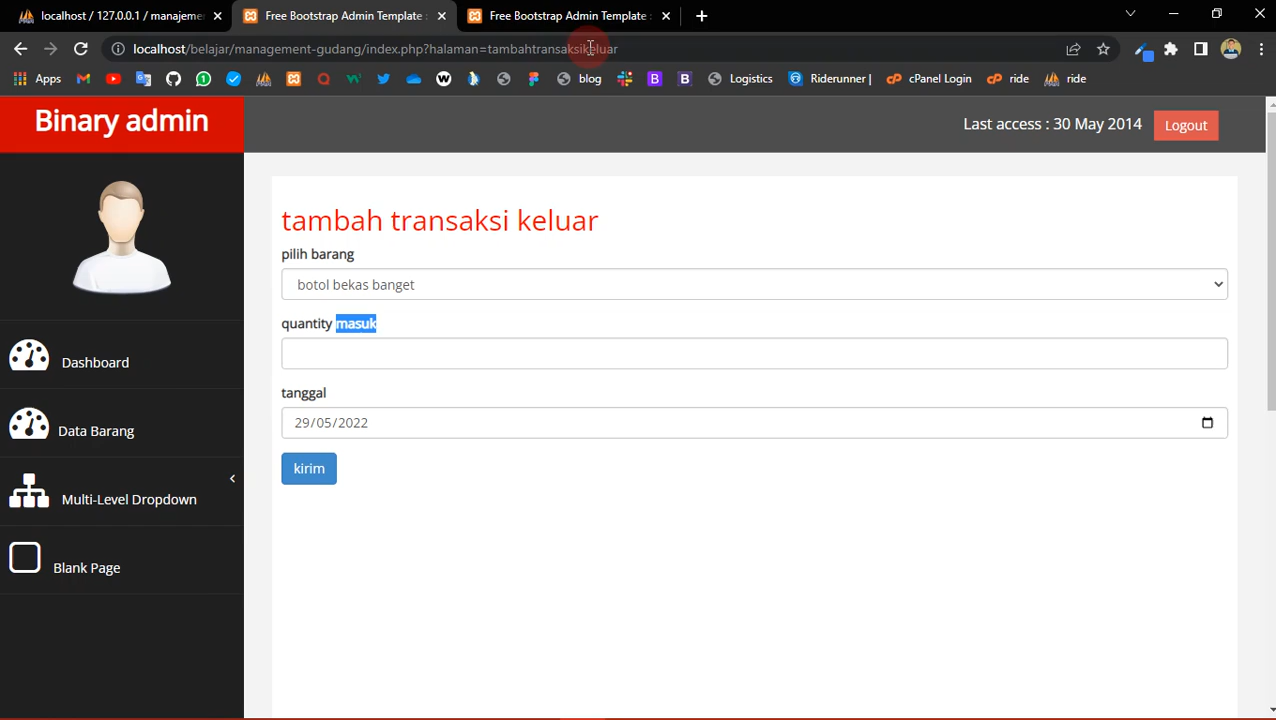 localhost / 127.0.0.1 / manajeme
Free Bootstrap Admin Template :
Free Bootstrap Admin Template :
localhost/belajar/management-gudang/index.php?halaman=tambahtransaksikeluar
Apps
blog
Logistics
Riderunner |
cPanel Login
ride
ride
Binary admin
Last access : 30 May 2014
Logout
tambah transaksi keluar
pilih barang
botol bekas banget
quantity masuk
tanggal
29/05/2022
kirim
Dashboard
Data Barang
Multi-Level Dropdown
Blank Page